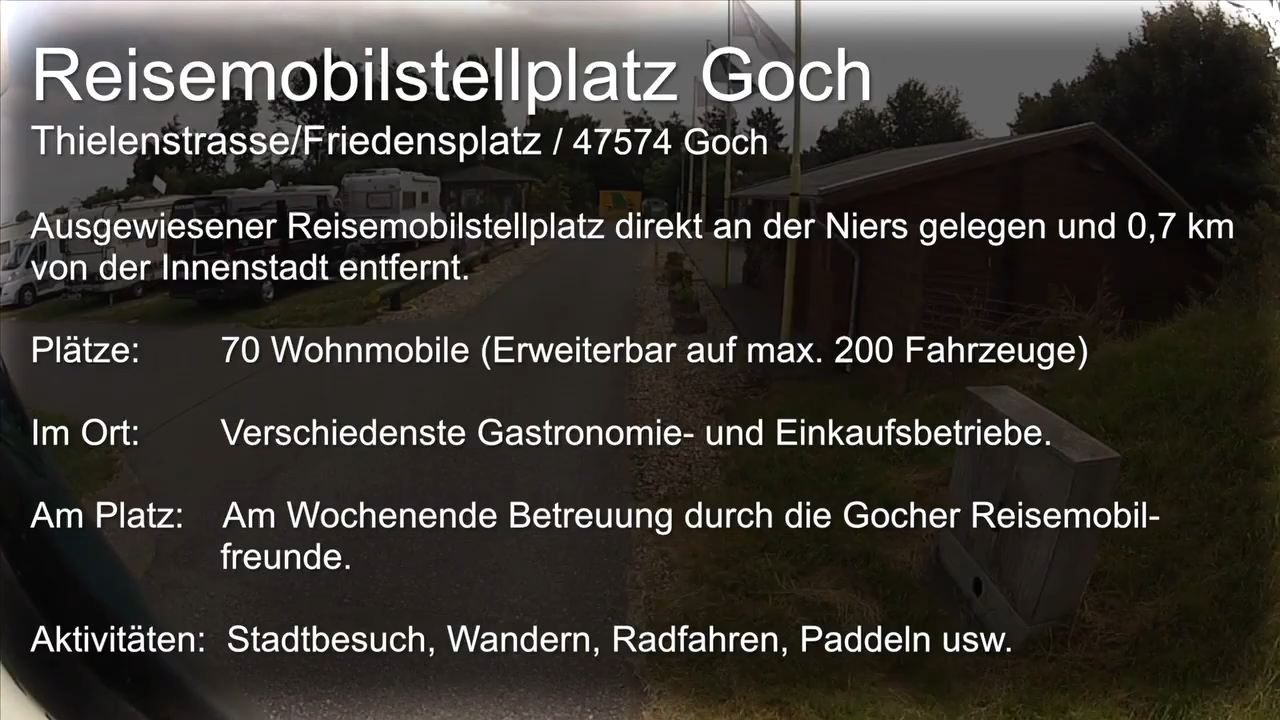 Reisemobilstellplatz Goch
Thielenstrasse/Friedensplatz / 47574 Goch
Ausgewiesener Reisemobilstellplatz direkt an der Niers gelegen und 0,7 km
von der Innenstadt entfernt.
Plätze: 70 Wohnmobile (Erweiterbar auf max. 200 Fahrzeuge)
Im Ort: Verschiedenste Gastronomie- und Einkaufsbetriebe.
Am Platz: Am Wochenende Betreuung durch die Gocher Reisemobil-
freunde.
Aktivitäten: Stadtbesuch, Wandern, Radfahren, Paddeln usw.